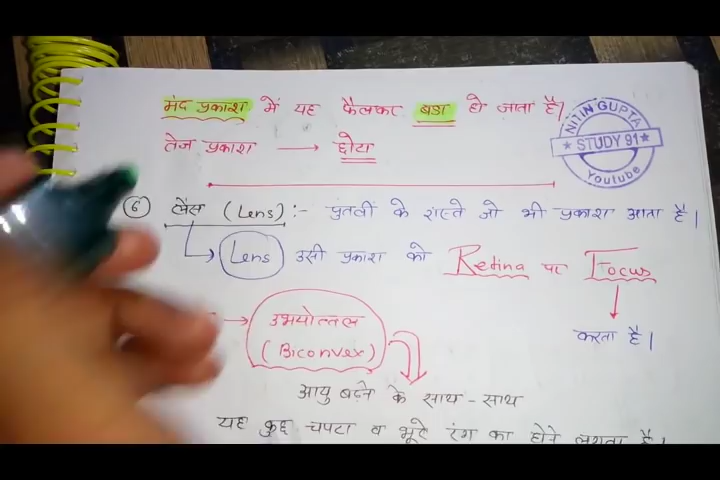 मंद प्रकाश में यह फैलकर बडा हो जाता है।
तेज प्रकाश → छोटा
NITIN GUPTA
STUDY 91
Youtube
⑥ लैंस (Lens) :- पुतली के रास्ते जो भी प्रकाश आता है।
Lens उसी प्रकाश को Retina पर Focus
करता है।
→ उभयोत्तल
(Biconvex)
आयु बढ़ने के साथ-साथ
यह कुछ चपटा व भूरे रंग का होने लगता है।